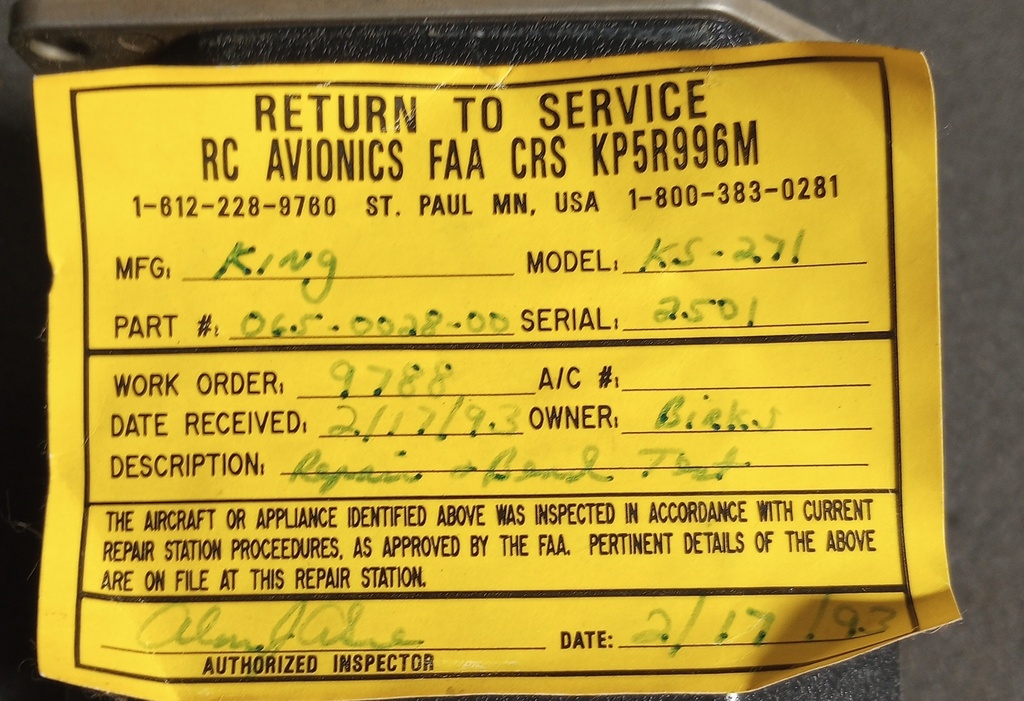 RETURN TO SERVICE
RC AVIONICS FAA CRS KP5R996M
1-612-228-9760 ST. PAUL MN, USA 1-800-383-0281
MFG: King MODEL: KS-271
PART #: 065-0028-00 SERIAL: 2501
WORK ORDER: 9788 A/C #:
DATE RECEIVED: 2/17/93 OWNER:
DESCRIPTION: Repair + Bench Test
THE AIRCRAFT OR APPLIANCE IDENTIFIED ABOVE WAS INSPECTED IN ACCORDANCE WITH CURRENT
REPAIR STATION PROCEEDURES, AS APPROVED BY THE FAA. PERTINENT DETAILS OF THE ABOVE
ARE ON FILE AT THIS REPAIR STATION.
DATE: 2/17/93
AUTHORIZED INSPECTOR